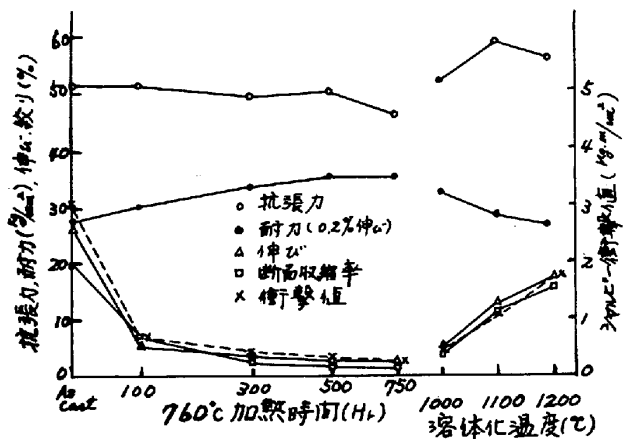 60
50
40
30
20
10
0
抗張力,耐力(kg/mm²),伸び,絞り(%)
5
4
3
2
1
0
シャルピー衝撃値(kg.m/cm²)
○ 抗張力
● 耐力(0.2%伸び)
△ 伸び
□ 断面収縮率
× 衝撃値
As cast
100
300
500
750
1000
1100
1200
760°C加熱時間(Hr)
溶体化温度(℃)